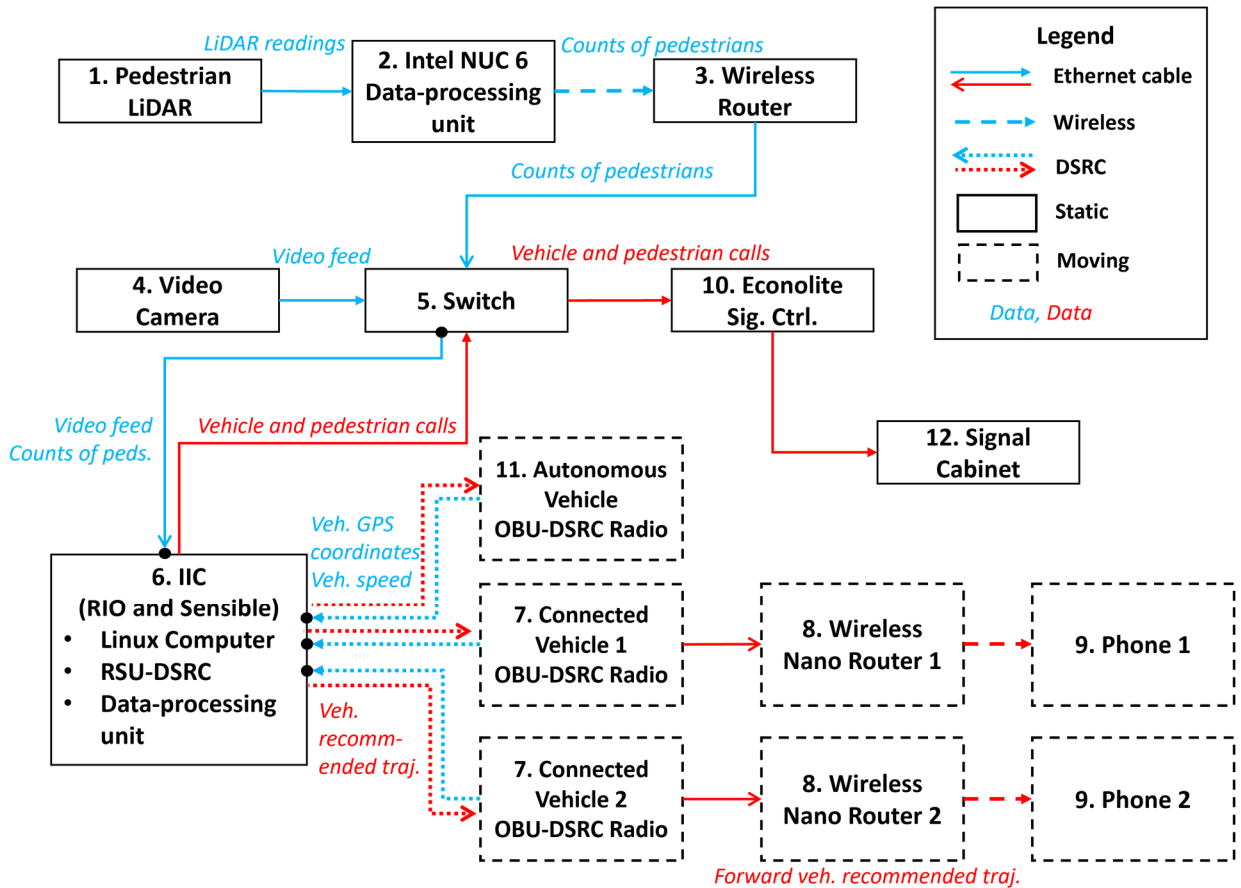 LiDAR readings
1. Pedestrian
LiDAR
2. Intel NUC 6
Data-processing
unit
Counts of pedestrians
3. Wireless
Router
Legend
Ethernet cable
Wireless
DSRC
Static
Moving
Data, Data
Counts of pedestrians
Video feed
Vehicle and pedestrian calls
4. Video
Camera
5. Switch
10. Econolite
Sig. Ctrl.
Video feed
Counts of peds.
Vehicle and pedestrian calls
12. Signal
Cabinet
11. Autonomous
Vehicle
OBU-DSRC Radio
Veh. GPS
coordinates
Veh. speed
6. IIC
(RIO and Sensible)
• Linux Computer
• RSU-DSRC
• Data-processing
unit
7. Connected
Vehicle 1
OBU-DSRC Radio
8. Wireless
Nano Router 1
9. Phone 1
Veh.
recomm-
ended traj.
7. Connected
Vehicle 2
OBU-DSRC Radio
8. Wireless
Nano Router 2
9. Phone 2
Forward veh. recommended traj.